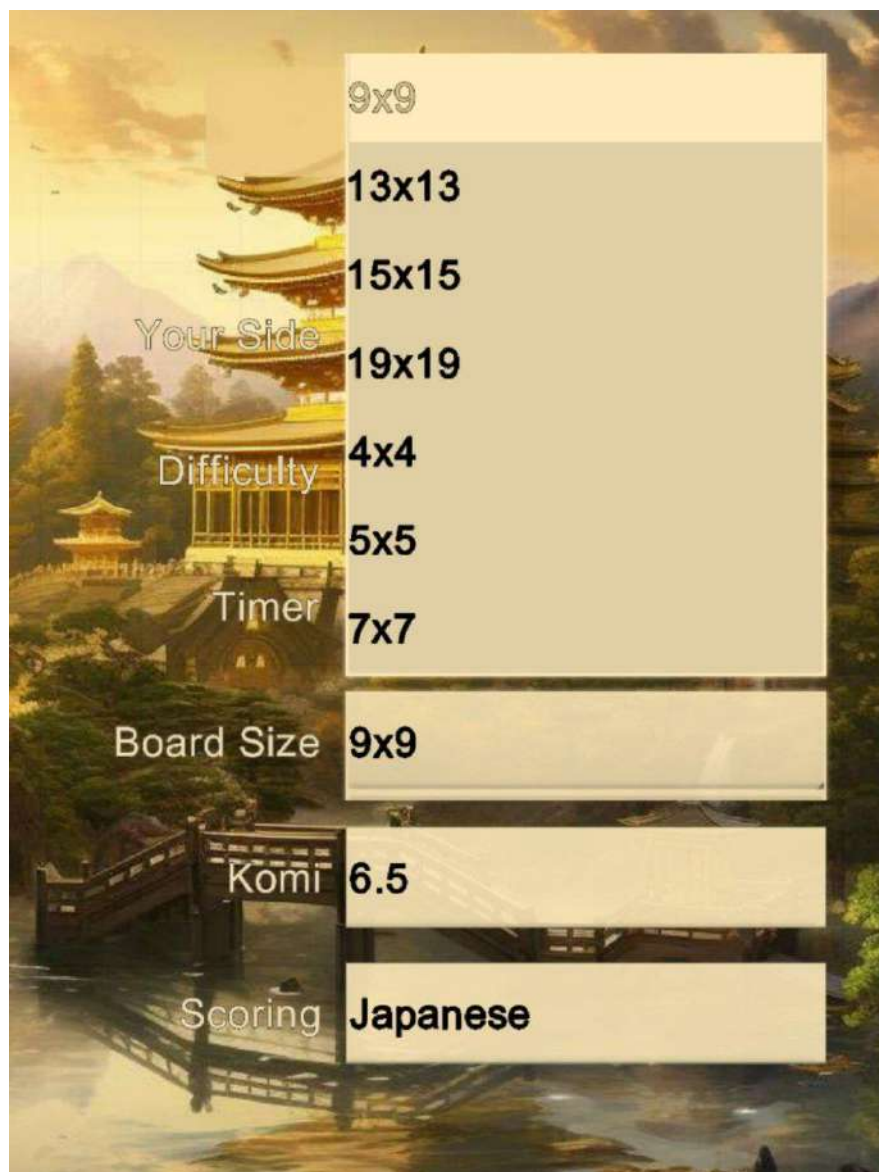 9x9
13x13
15x15
Your Side
19x19
4x4
Difficulty
5x5
Timer
7x7
Board Size 9x9
Komi 6.5
Scoring Japanese